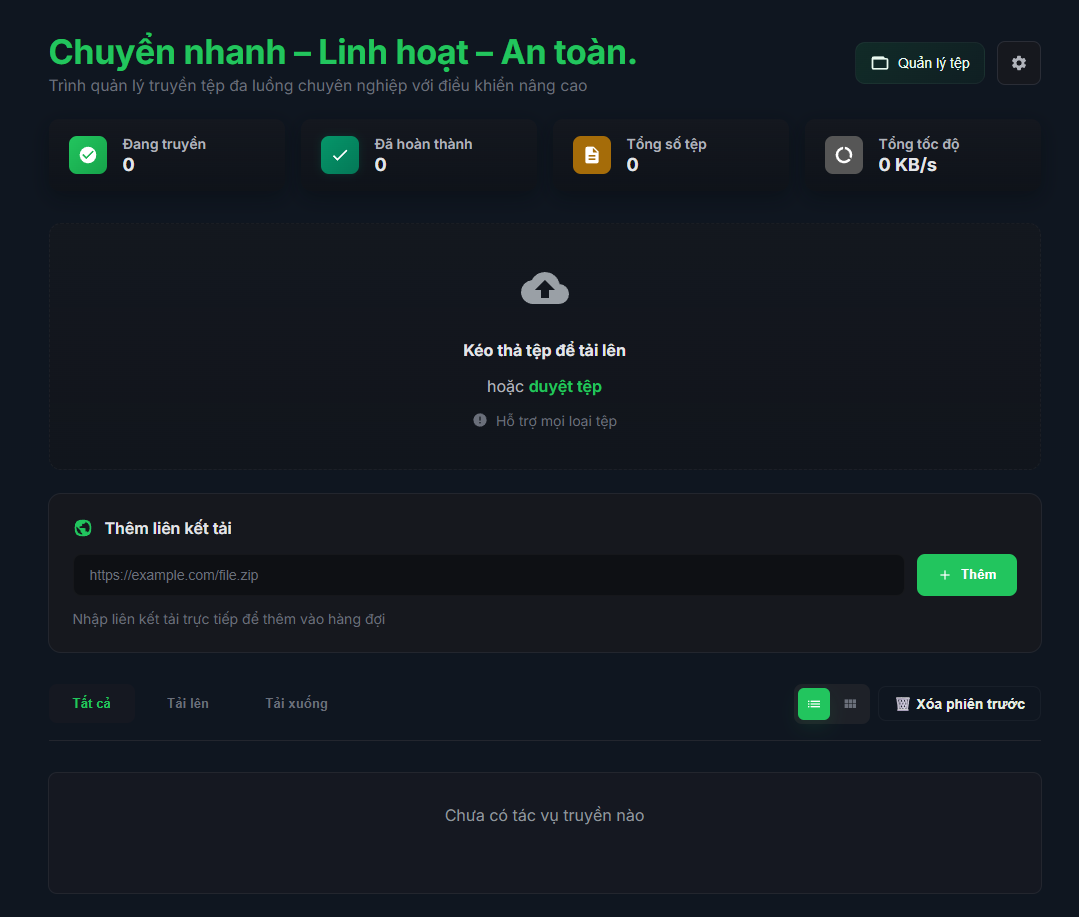 Chuyển nhanh – Linh hoạt – An toàn.
Trình quản lý truyền tệp đa luồng chuyên nghiệp với điều khiển nâng cao
Quản lý tệp
Đang truyền
0
Đã hoàn thành
0
Tổng số tệp
0
Tổng tốc độ
0 KB/s
Kéo thả tệp để tải lên
hoặc duyệt tệp
Hỗ trợ mọi loại tệp
Thêm liên kết tải
https://example.com/file.zip
+ Thêm
Nhập liên kết tải trực tiếp để thêm vào hàng đợi
Tất cả
Tải lên
Tải xuống
Xóa phiên trước
Chưa có tác vụ truyền nào